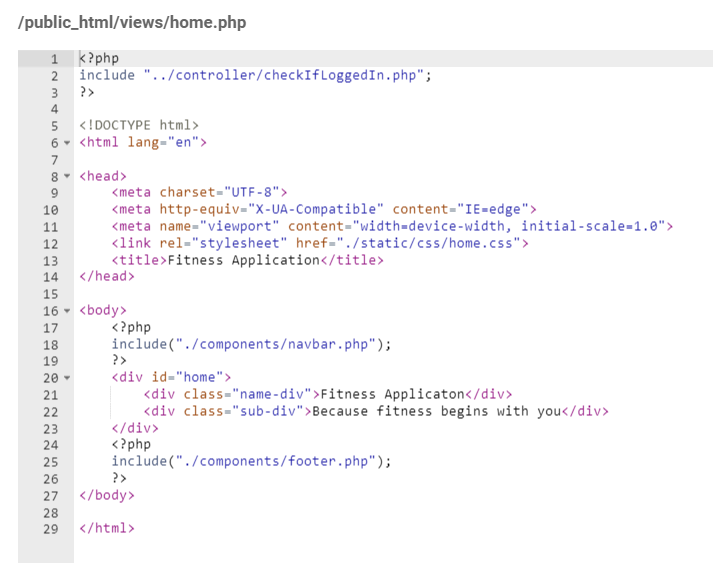 /public_html/views/home.php
1 <?php
2 include "../controller/checkIfLoggedIn.php";
3 ?>
4
5 <!DOCTYPE html>
6 <html lang="en">
7
8 <head>
9 <meta charset="UTF-8">
10 <meta http-equiv="X-UA-Compatible" content="IE=edge">
11 <meta name="viewport" content="width=device-width, initial-scale=1.0">
12 <link rel="stylesheet" href="./static/css/home.css">
13 <title>Fitness Application</title>
14 </head>
15
16 <body>
17 <?php
18 include("./components/navbar.php");
19 ?>
20 <div id="home">
21 <div class="name-div">Fitness Applicaton</div>
22 <div class="sub-div">Because fitness begins with you</div>
23 </div>
24 <?php
25 include("./components/footer.php");
26 ?>
27 </body>
28
29 </html>